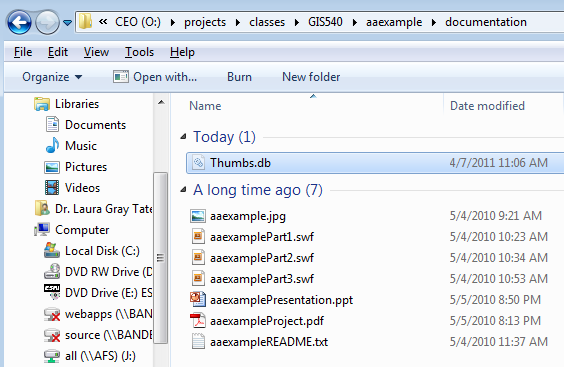 « CEO (O:) ▸ projects ▸ classes ▸ GIS540 ▸ aaexample ▸ documentation
File Edit View Tools Help
Organize ▾ Open with... Burn New folder
Libraries
Documents
Music
Pictures
Videos
Dr. Laura Gray Tate
Computer
Local Disk (C:)
DVD RW Drive (D
DVD Drive (E:) ES
webapps (\\BAND
source (\\BANDE
all (\\AFS) (J:)
Name Date modified
Today (1)
Thumbs.db 4/7/2011 11:06 AM
A long time ago (7)
aaexample.jpg 5/4/2010 9:21 AM
aaexamplePart1.swf 5/4/2010 10:23 AM
aaexamplePart2.swf 5/4/2010 10:34 AM
aaexamplePart3.swf 5/4/2010 10:53 AM
aaexamplePresentation.ppt 5/5/2010 8:50 PM
aaexampleProject.pdf 5/5/2010 8:13 PM
aaexampleREADME.txt 5/4/2010 11:37 AM